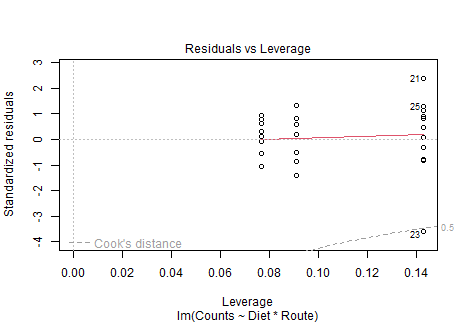 Residuals vs Leverage
Standardized residuals
3
2
1
0
-1
-2
-3
-4
21
25
23
0.5
Cook's distance
0.00 0.02 0.04 0.06 0.08 0.10 0.12 0.14
Leverage
lm(Counts ~ Diet * Route)